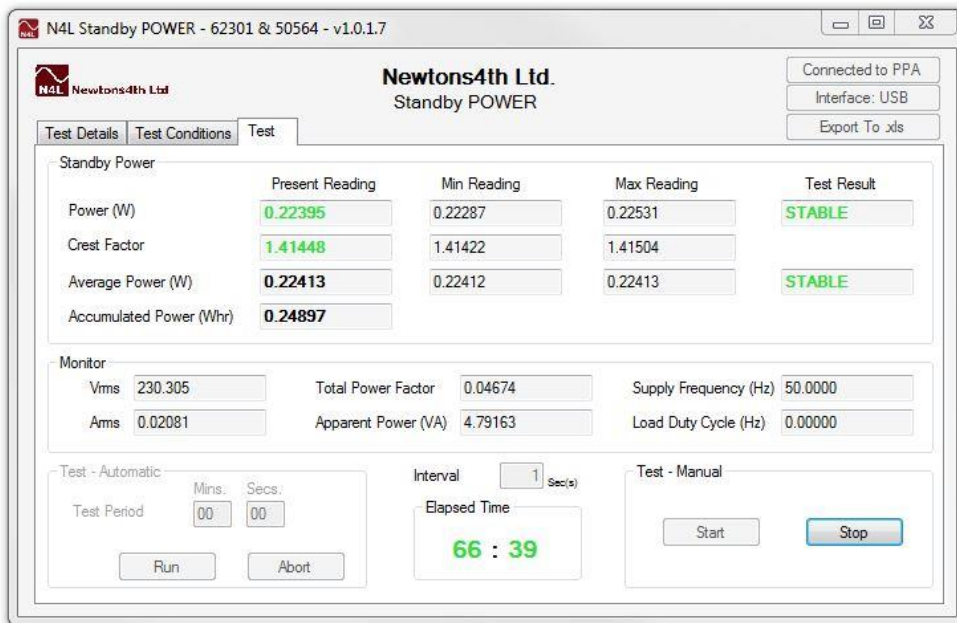 N4L Standby POWER - 62301 & 50564 - v1.0.1.7
N4L Newtons4th Ltd
Newtons4th Ltd.
Standby POWER
Connected to PPA
Interface: USB
Export To .xls
Test Details Test Conditions Test
Standby Power
Present Reading Min Reading Max Reading Test Result
Power (W) 0.22395 0.22287 0.22531 STABLE
Crest Factor 1.41448 1.41422 1.41504
Average Power (W) 0.22413 0.22412 0.22413 STABLE
Accumulated Power (Whr) 0.24897
Monitor
Vrms 230.305 Total Power Factor 0.04674 Supply Frequency (Hz) 50.0000
Arms 0.02081 Apparent Power (VA) 4.79163 Load Duty Cycle (Hz) 0.00000
Test - Automatic
Mins. Secs.
Test Period 00 00
Run Abort
Interval 1 Sec(s)
Elapsed Time
66 : 39
Test - Manual
Start Stop